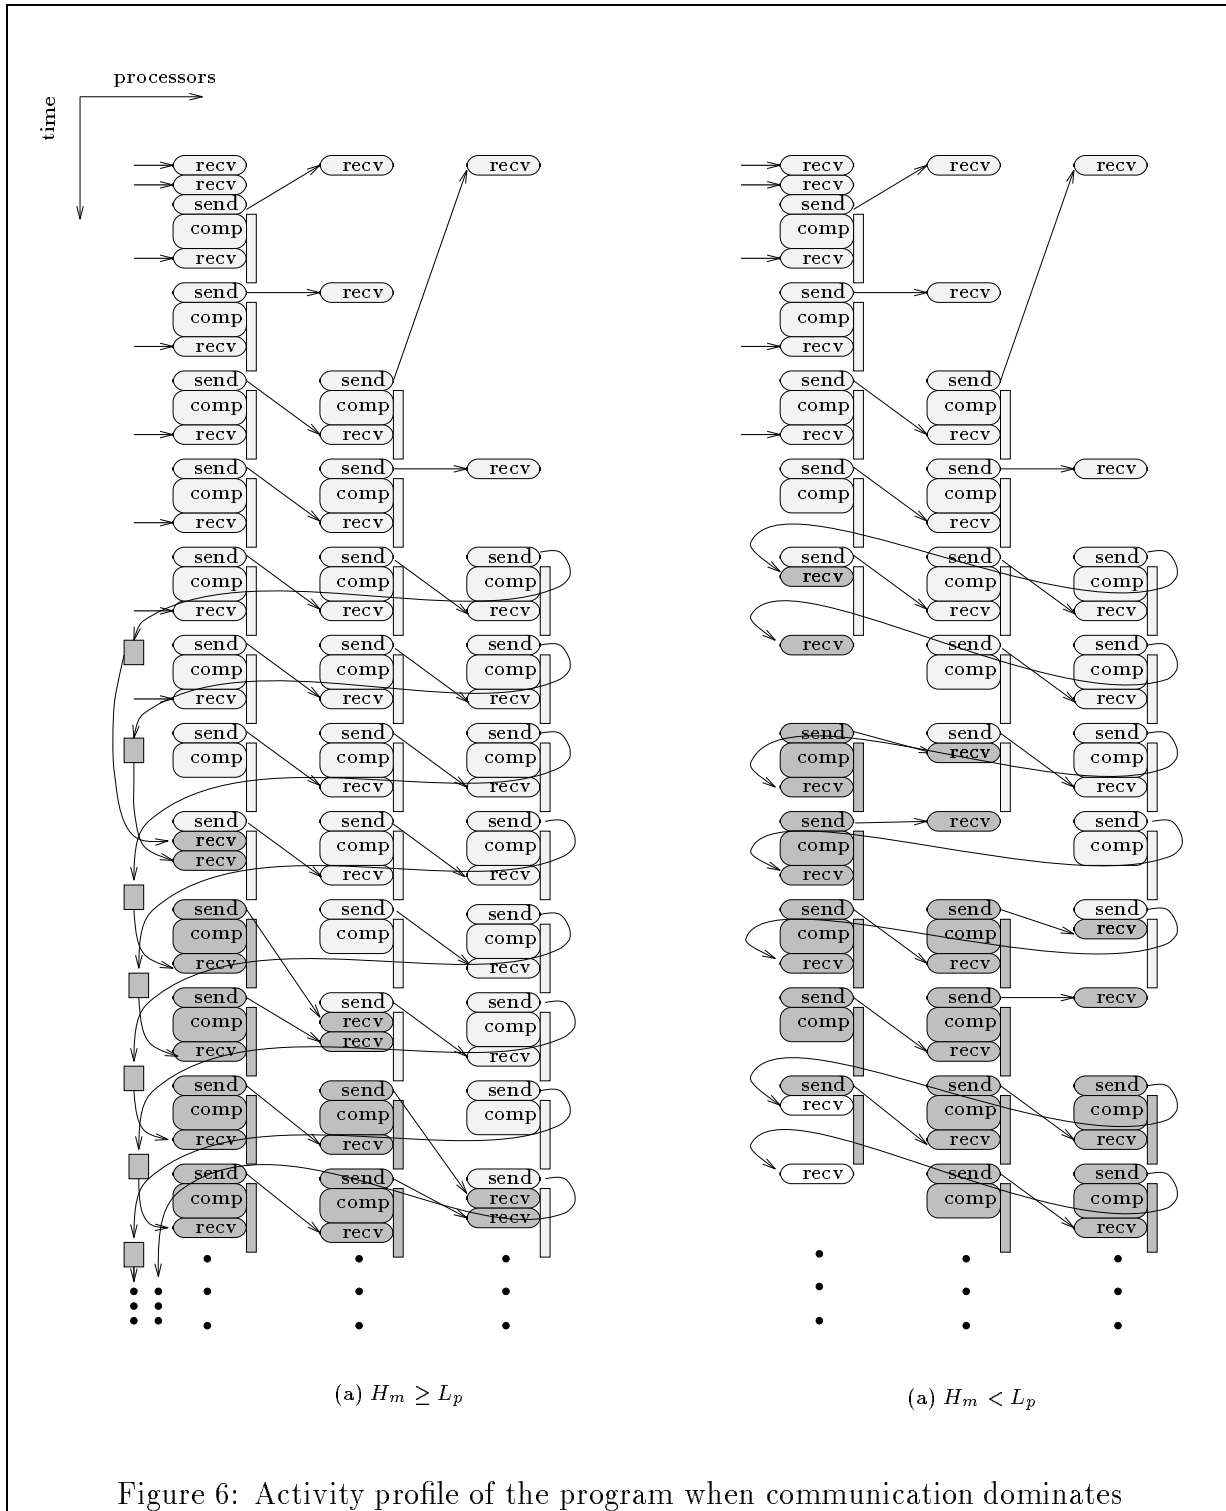 processors
time
recv recv recv
recv
send
comp
recv
send recv
comp
recv
send send
comp comp
recv recv
send send recv
comp comp
recv recv
send send send
comp comp comp
recv recv recv
send send send
comp comp comp
recv recv recv
send send send
comp comp comp
recv recv
send send send
recv comp comp
recv recv recv
send send send
comp comp comp
recv recv
send send send
comp recv comp
recv recv recv
send send send
comp comp comp
recv recv
send send send
comp comp recv
recv recv recv
(a) H_m ≥ L_p
recv recv recv
recv
send
comp
recv
send recv
comp
recv
send send
comp comp
recv recv
send send recv
comp comp
recv
send send send
recv comp comp
recv recv
recv send send
comp comp
recv
send send send
comp recv comp
recv recv
send recv send
comp comp
recv
send send send
comp comp recv
recv recv
send send recv
comp comp
recv
send send send
recv comp comp
recv recv
recv send send
comp comp
recv
(a) H_m < L_p
Figure 6: Activity profile of the program when communication dominates